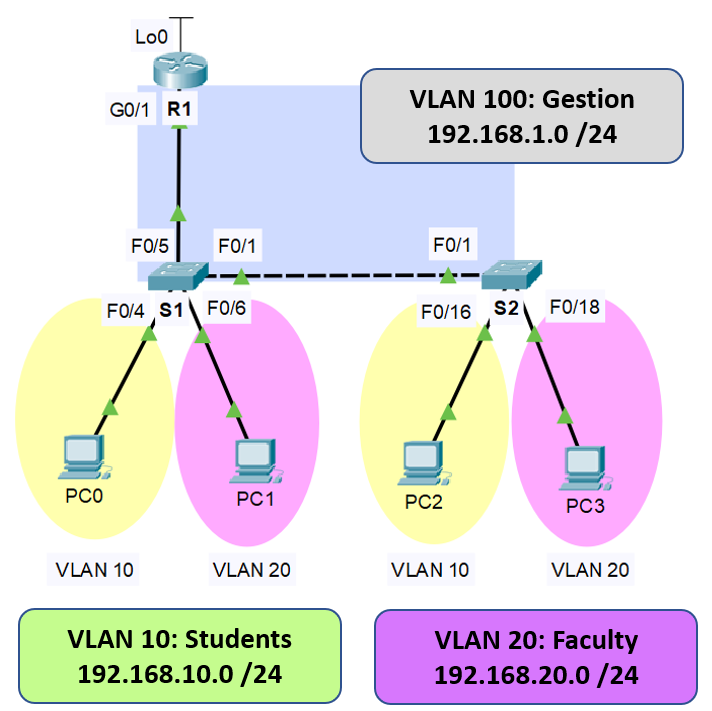 Lo0
G0/1
R1
VLAN 100: Gestion
192.168.1.0 /24
F0/5
F0/1
F0/1
F0/4
S1
F0/6
F0/16
S2
F0/18
PC0
PC1
PC2
PC3
VLAN 10
VLAN 20
VLAN 10
VLAN 20
VLAN 10: Students
192.168.10.0 /24
VLAN 20: Faculty
192.168.20.0 /24